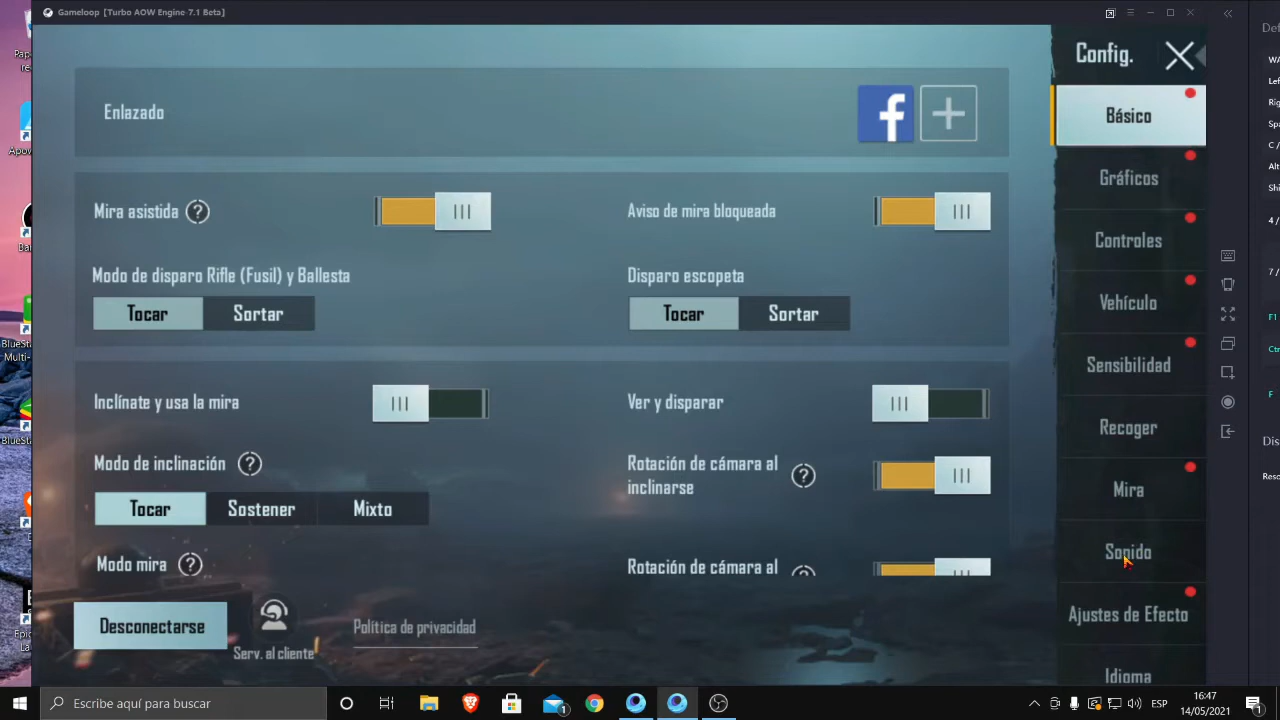 Gameloop [Turbo AOW Engine-7.1 Beta]
Config.
Enlazado
Básico
Gráficos
Mira asistida ?
Aviso de mira bloqueada
Controles
Modo de disparo Rifle (Fusil) y Ballesta
Disparo escopeta
Vehículo
Tocar Sortar
Tocar Sortar
Sensibilidad
Inclínate y usa la mira
Ver y disparar
Recoger
Modo de inclinación ?
Rotación de cámara al
inclinarse ?
Mira
Tocar Sostener Mixto
Sonido
Modo mira ?
Rotación de cámara al
Ajustes de Efecto
Desconectarse
Serv. al cliente
Política de privacidad
Idioma
Escribe aquí para buscar
1
ESP
16:47
14/05/2021
1
F1
F